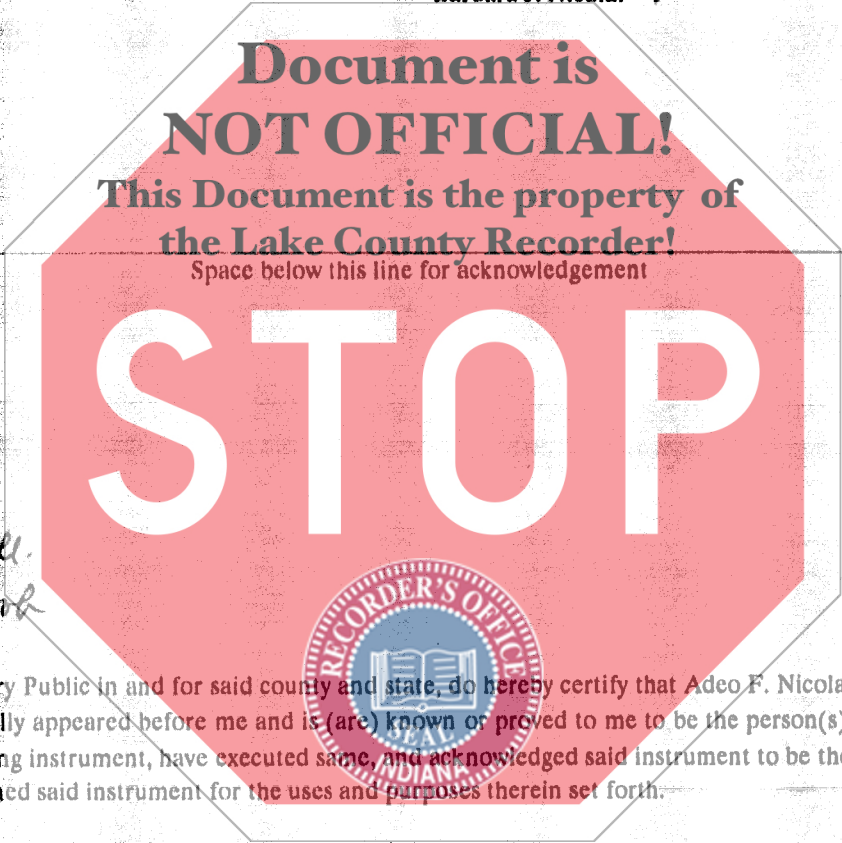 Document is
NOT OFFICIAL!
This Document is the property of
the Lake County Recorder!
Space below this line for acknowledgement
STOP
RECORDER'S OFFICE
SEAL
INDIANA
ry Public in and for said county and state, do hereby certify that Adeo F. Nicola
lly appeared before me and is (are) known or proved to me to be the person(s)
ng instrument, have executed same, and acknowledged said instrument to be the
ed said instrument for the uses and purposes therein set forth.